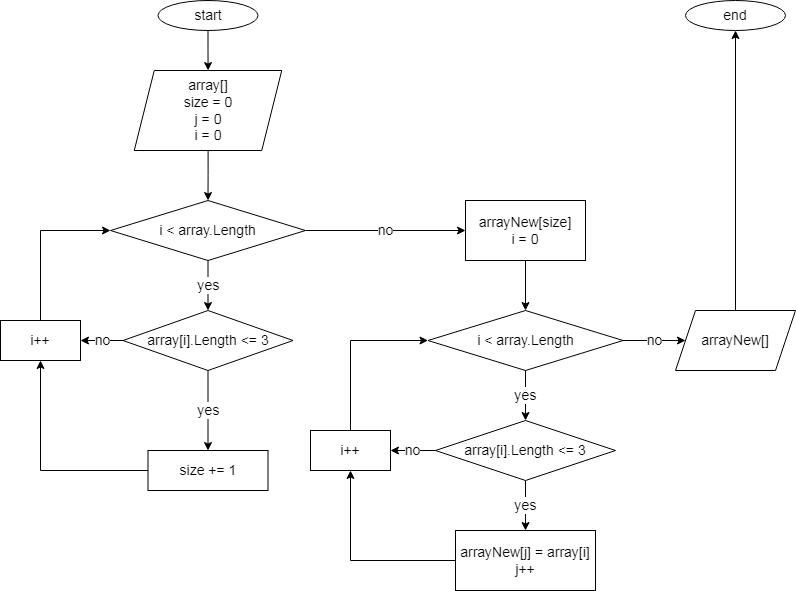 start
array[]
size = 0
j = 0
i = 0
i < array.Length
no
yes
array[i].Length <= 3
no
i++
yes
size += 1
arrayNew[size]
i = 0
i < array.Length
no
yes
array[i].Length <= 3
no
i++
yes
arrayNew[j] = array[i]
j++
arrayNew[]
end